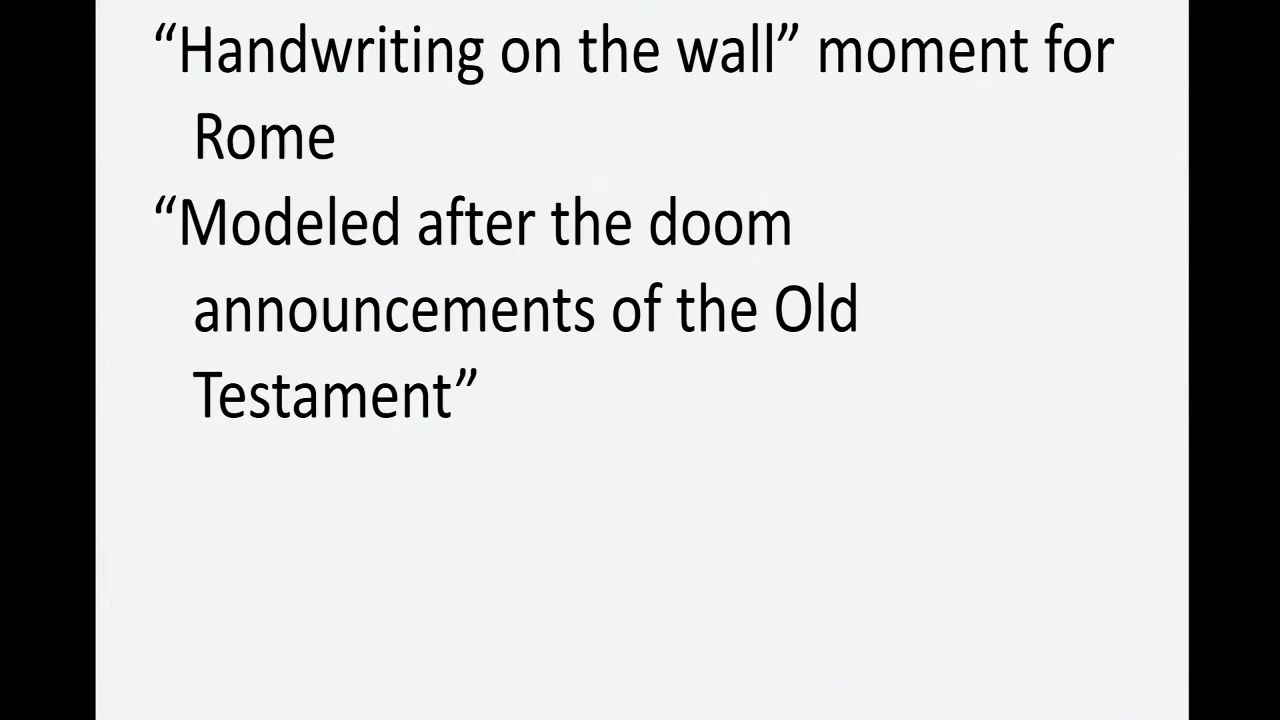 “Handwriting on the wall” moment for
Rome
“Modeled after the doom
announcements of the Old
Testament”